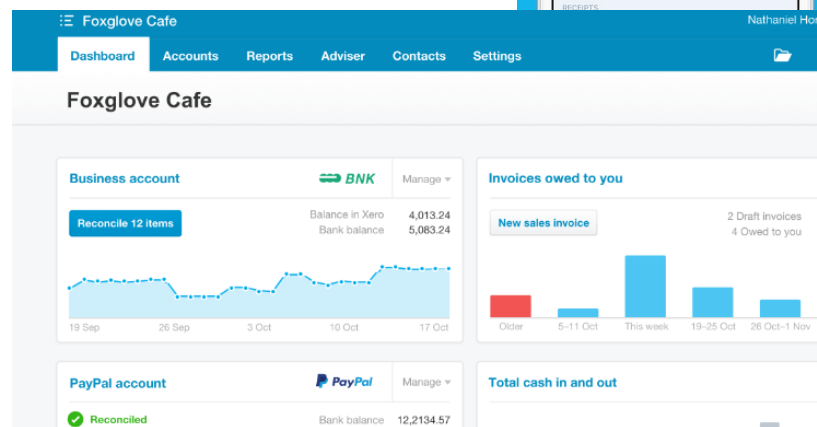 RECEIPTS
Foxglove Cafe
Nathaniel
Dashboard Accounts Reports Adviser Contacts Settings
Foxglove Cafe
Business account
BNK
Manage
Reconcile 12 items
Balance in Xero 4,013.24
Bank balance 5,083.24
19 Sep 26 Sep 3 Oct 10 Oct 17 Oct
Invoices owed to you
New sales invoice
2 Draft invoices
4 Owed to you
Older 5-11 Oct This week 19-25 Oct 26 Oct-1 Nov
PayPal account
PayPal
Manage
Reconciled
Bank balance 12,2134.57
Total cash in and out